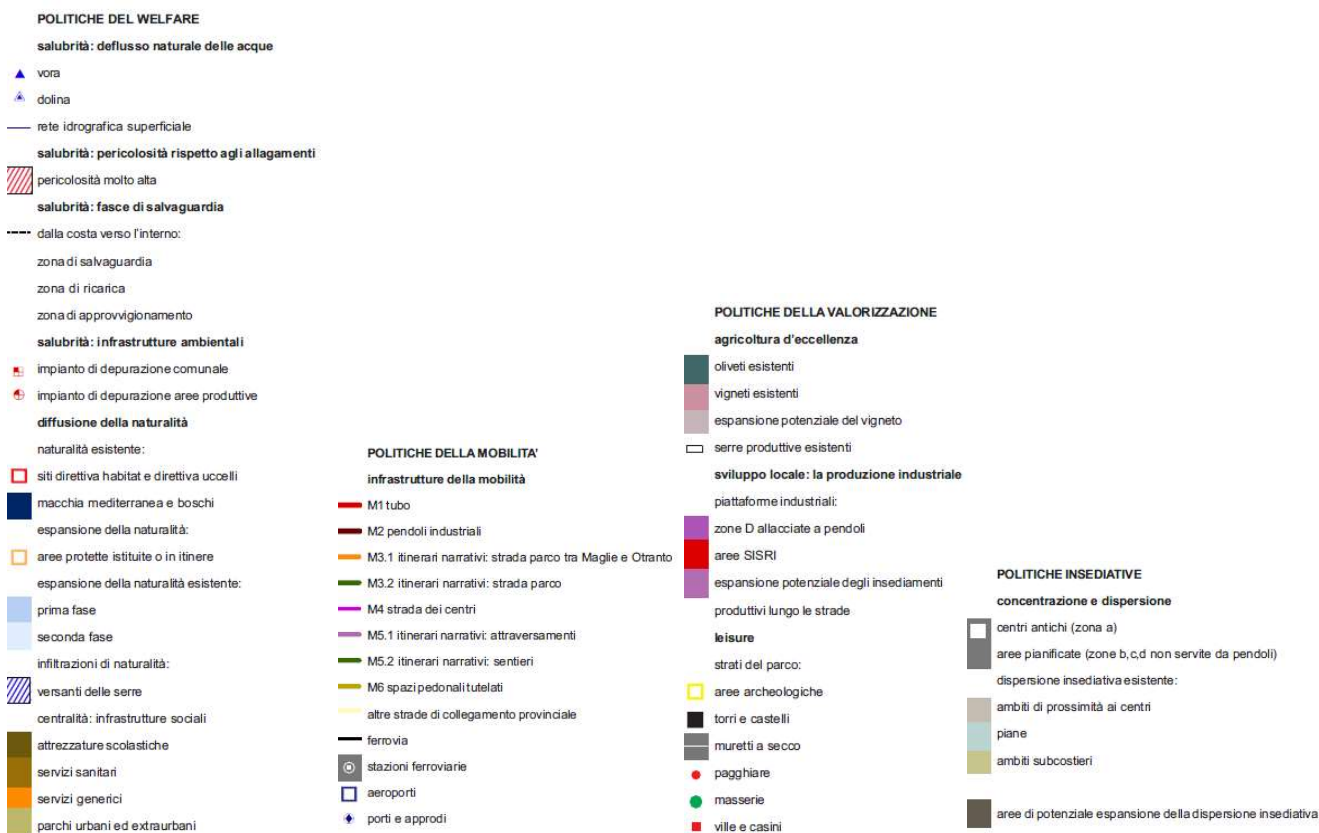 POLITICHE DEL WELFARE
salubrità: deflusso naturale delle acque
vora
dolina
rete idrografica superficiale
salubrità: pericolosità rispetto agli allagamenti
pericolosità molto alta
salubrità: fasce di salvaguardia
dalla costa verso l'interno:
zona di salvaguardia
zona di ricarica
zona di approvvigionamento
salubrità: infrastrutture ambientali
impianto di depurazione comunale
impianto di depurazione aree produttive
diffusione della naturalità
naturalità esistente:
siti direttiva habitat e direttiva uccelli
macchia mediterranea e boschi
espansione della naturalità:
aree protette istituite o in itinere
espansione della naturalità esistente:
prima fase
seconda fase
infiltrazioni di naturalità:
versanti delle serre
centralità: infrastrutture sociali
attrezzature scolastiche
servizi sanitari
servizi generici
parchi urbani ed extraurbani
POLITICHE DELLA MOBILITA'
infrastrutture della mobilità
M1 tubo
M2 pendoli industriali
M3.1 itinerari narrativi: strada parco tra Maglie e Otranto
M3.2 itinerari narrativi: strada parco
M4 strada dei centri
M5.1 itinerari narrativi: attraversamenti
M5.2 itinerari narrativi: sentieri
M6 spazi pedonali tutelati
altre strade di collegamento provinciale
ferrovia
stazioni ferroviarie
aeroporti
porti e approdi
POLITICHE DELLA VALORIZZAZIONE
agricoltura d'eccellenza
oliveti esistenti
vigneti esistenti
espansione potenziale del vigneto
serre produttive esistenti
sviluppo locale: la produzione industriale
piattaforme industriali:
zone D allacciate a pendoli
aree SISRI
espansione potenziale degli insediamenti
produttivi lungo le strade
leisure
strati del parco:
aree archeologiche
torri e castelli
muretti a secco
pagghiare
masserie
ville e casini
POLITICHE INSEDIATIVE
concentrazione e dispersione
centri antichi (zona a)
aree pianificate (zone b,c,d non servite da pendoli)
dispersione insediativa esistente:
ambiti di prossimità ai centri
piane
ambiti subcostieri
aree di potenziale espansione della dispersione insediativa